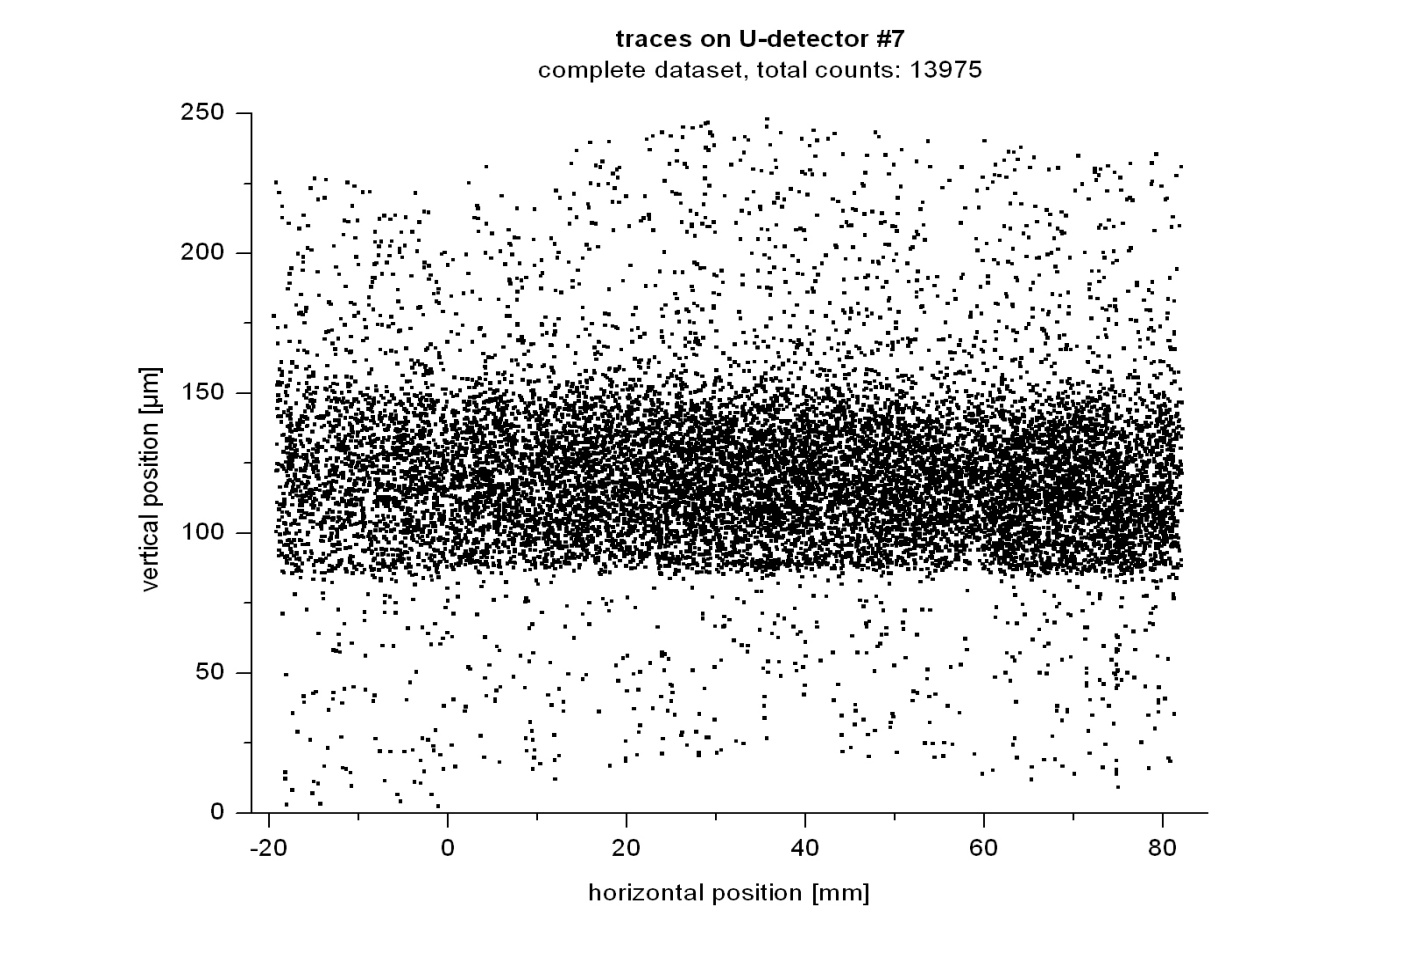 traces on U-detector #7
complete dataset, total counts: 13975
250
200
150
100
50
0
vertical position [μm]
-20 0 20 40 60 80
horizontal position [mm]